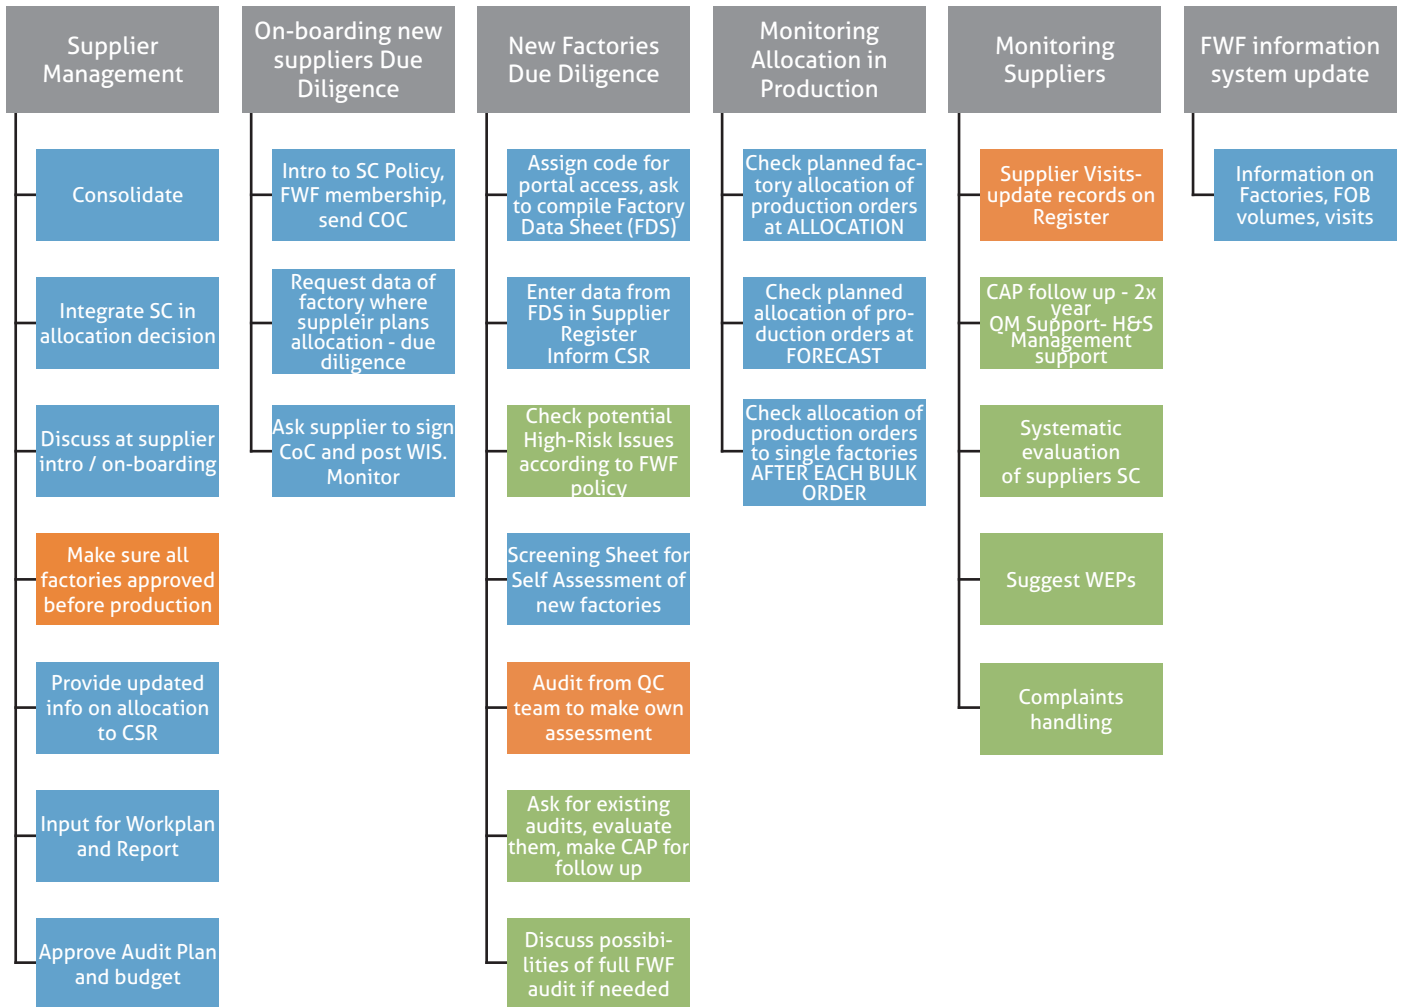 Supplier
Management
Consolidate
Integrate SC in
allocation decision
Discuss at supplier
intro / on-boarding
Make sure all
factories approved
before production
Provide updated
info on allocation
to CSR
Input for Workplan
and Report
Approve Audit Plan
and budget
On-boarding new
suppliers Due
Diligence
Intro to SC Policy,
FWF membership,
send COC
Request data of
factory where
suppleir plans
allocation - due
diligence
Ask supplier to sign
CoC and post WIS.
Monitor
New Factories
Due Diligence
Assign code for
portal access, ask
to compile Factory
Data Sheet (FDS)
Enter data from
FDS in Supplier
Register
Inform CSR
Check potential
High-Risk Issues
according to FWF
policy
Screening Sheet for
Self Assessment of
new factories
Audit from QC
team to make own
assessment
Ask for existing
audits, evaluate
them, make CAP for
follow up
Discuss possibi-
lities of full FWF
audit if needed
Monitoring
Allocation in
Production
Check planned fac-
tory allocation of
production orders
at ALLOCATION
Check planned
allocation of pro-
duction orders at
FORECAST
Check allocation of
production orders
to single factories
AFTER EACH BULK
ORDER
Monitoring
Suppliers
Supplier Visits-
update records on
Register
CAP follow up - 2x
year
QM Support- H&S
Management
support
Systematic
evaluation
of suppliers SC
Suggest WEPs
Complaints
handling
FWF information
system update
Information on
Factories, FOB
volumes, visits